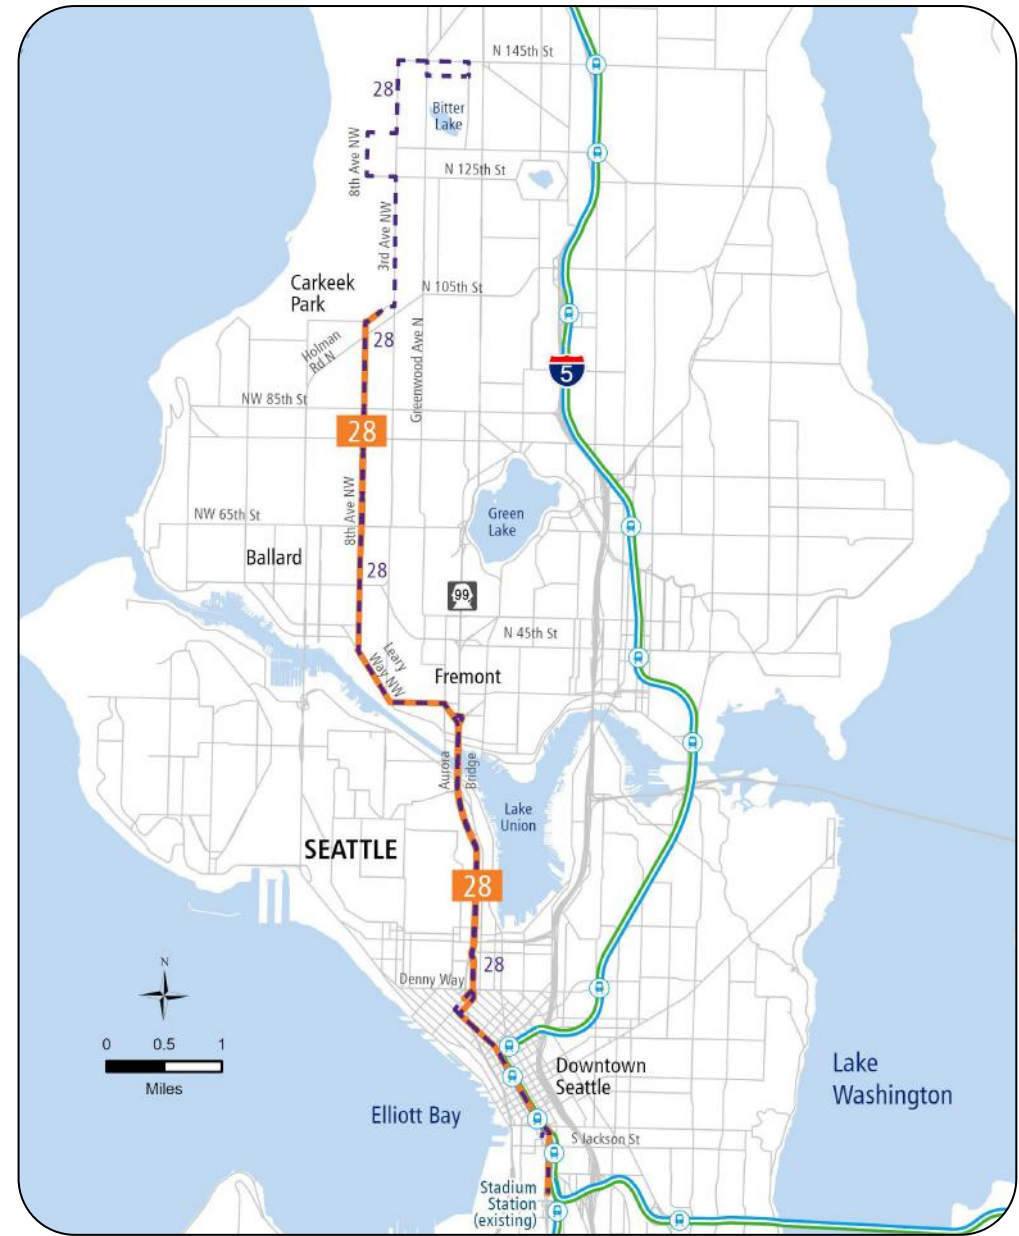 N 145th St
28
Bitter
Lake
8th Ave NW
N 125th St
3rd Ave NW
Carkeek
Park
N 105th St
28
Holman
Rd N
Greenwood Ave N
5
NW 85th St
28
8th Ave NW
Green
Lake
NW 65th St
Ballard
28
99
N 45th St
Leary
Way NW
Fremont
Aurora
Bridge
Lake
Union
SEATTLE
28
28
N
Denny Way
0 0.5 1
Miles
Downtown
Seattle
Lake
Washington
Elliott Bay
S Jackson St
Stadium
Station
(existing)